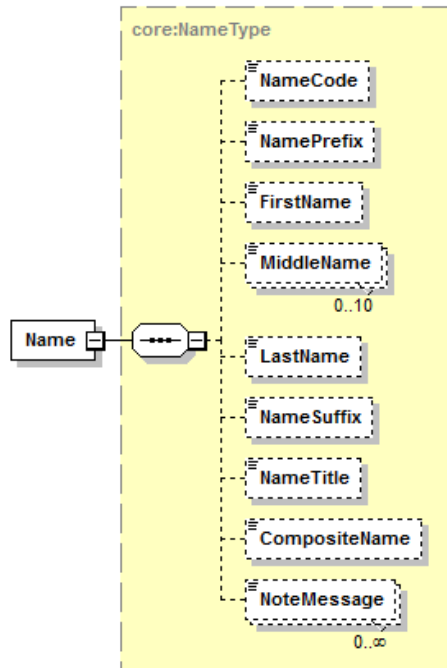 core:NameType
NameCode
NamePrefix
FirstName
MiddleName
0..10
Name
LastName
NameSuffix
NameTitle
CompositeName
NoteMessage
0..∞